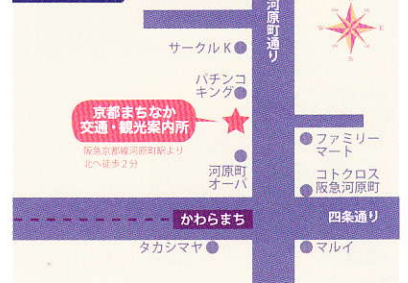 河原町通り
サークルK
パチンコ
キング
京都まちなか
交通・観光案内所
阪急京都線河原町駅より
北へ徒歩2分
ファミリー
マート
河原町
オーパ
コトクロス
阪急河原町
かわらまち
四条通り
タカシマヤ
マルイ
W
E
S